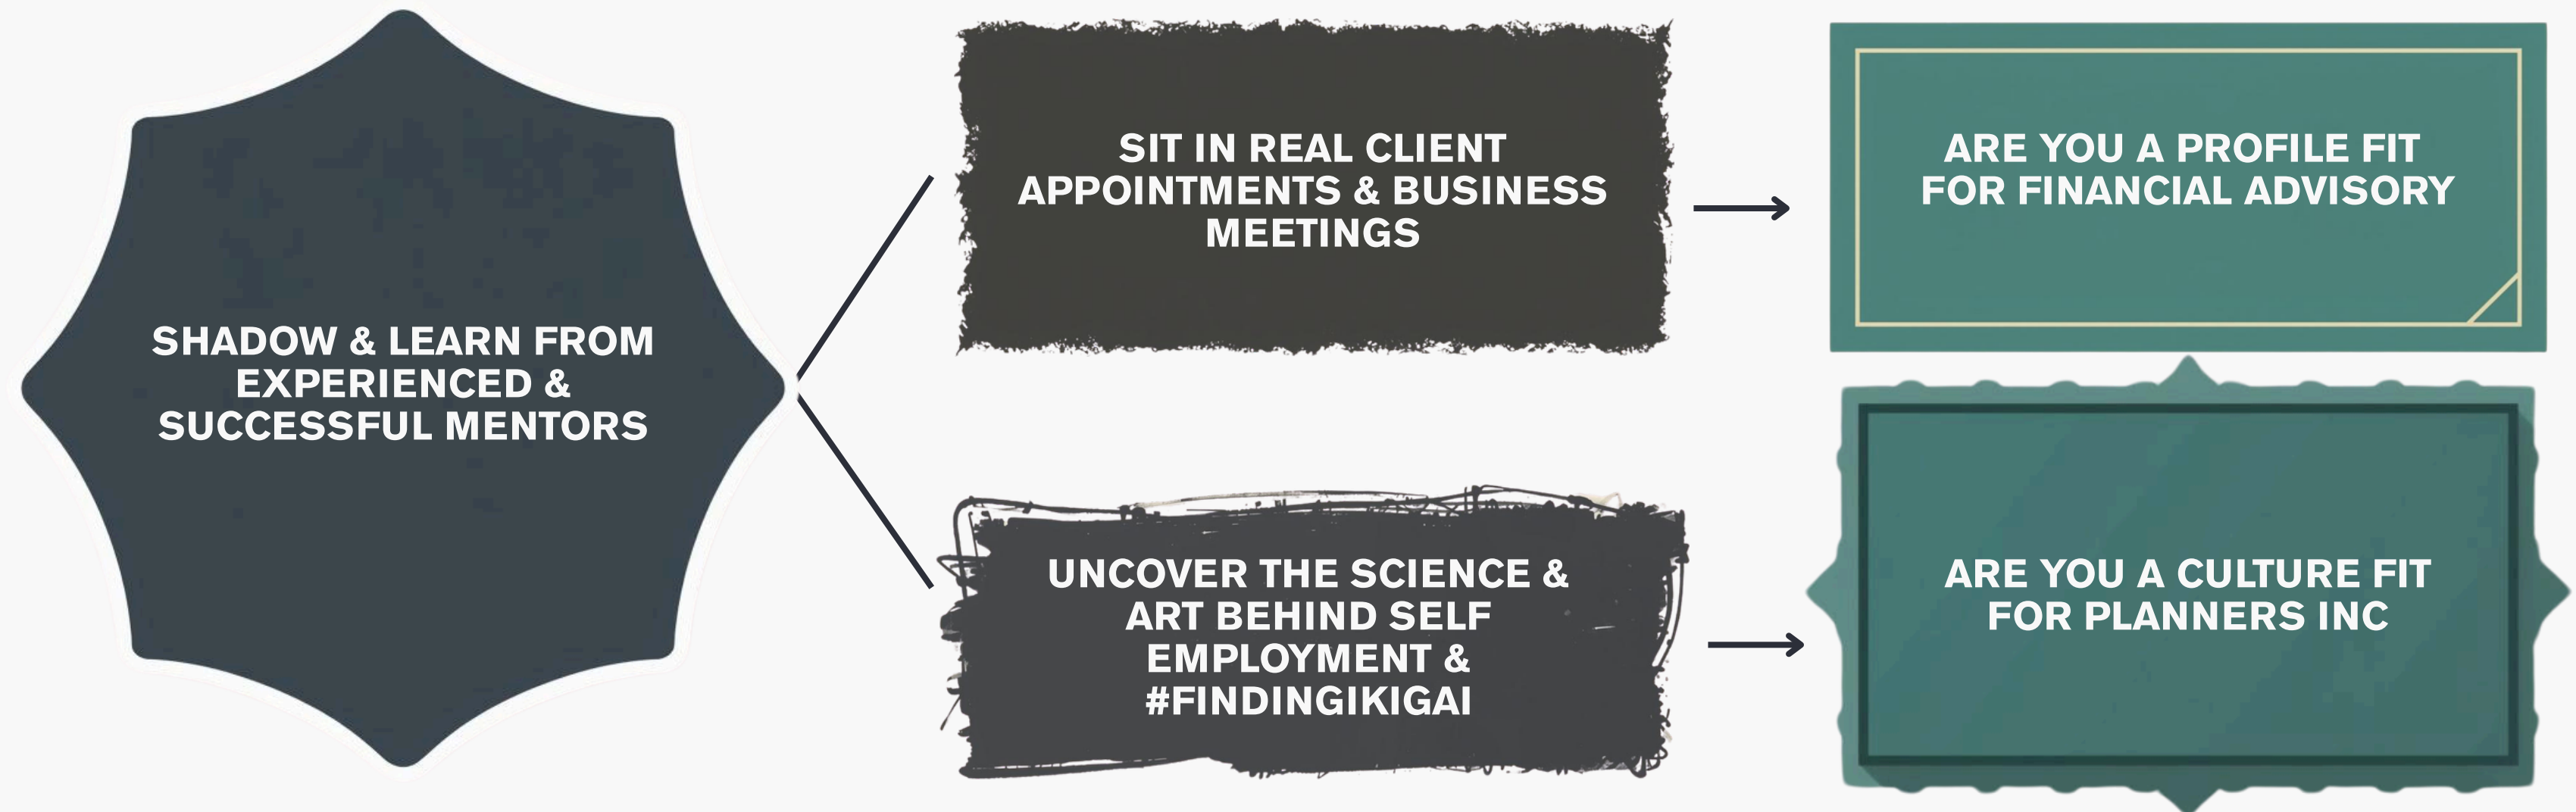 SHADOW & LEARN FROM
EXPERIENCED &
SUCCESSFUL MENTORS
SIT IN REAL CLIENT
APPOINTMENTS & BUSINESS
MEETINGS
ARE YOU A PROFILE FIT
FOR FINANCIAL ADVISORY
UNCOVER THE SCIENCE &
ART BEHIND SELF
EMPLOYMENT &
#FINDINGIKIGAI
ARE YOU A CULTURE FIT
FOR PLANNERS INC